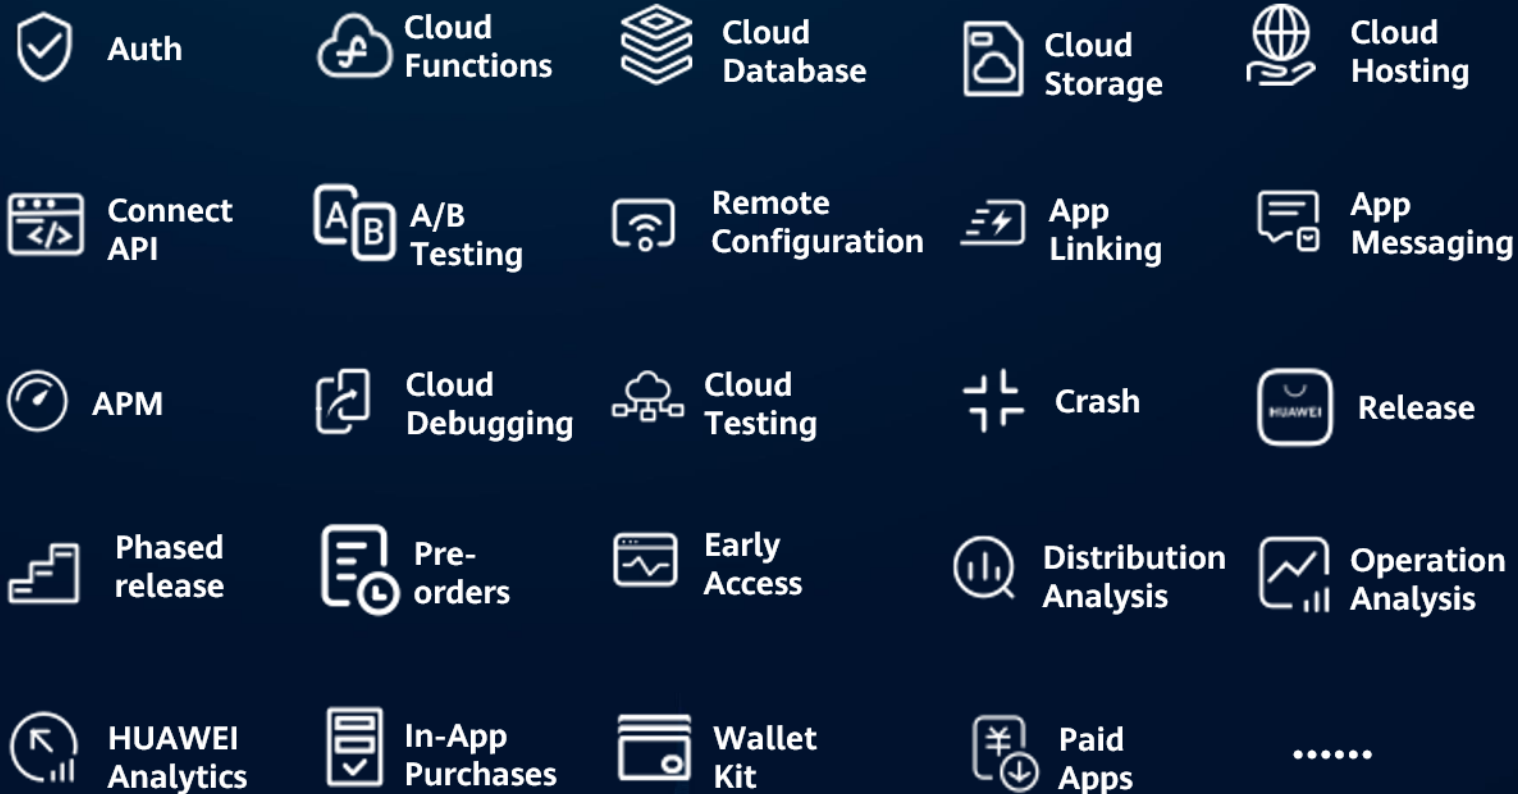 Auth
Cloud
Functions
Cloud
Database
Cloud
Storage
Cloud
Hosting
Connect
API
A B
A/B
Testing
Remote
Configuration
App
Linking
App
Messaging
APM
Cloud
Debugging
Cloud
Testing
Crash
HUAWEI
Release
Phased
release
Pre-
orders
Early
Access
Distribution
Analysis
Operation
Analysis
HUAWEI
Analytics
In-App
Purchases
Wallet
Kit
¥
Paid
Apps
......